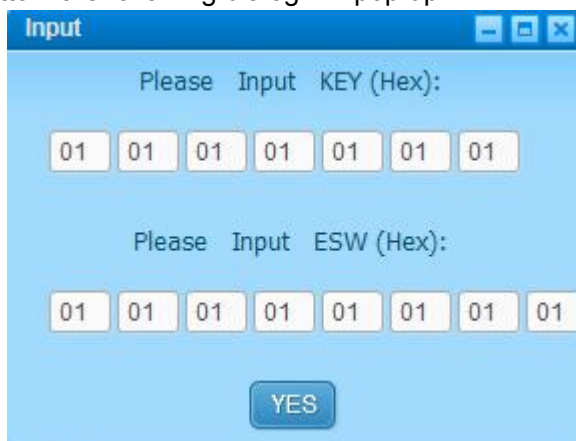 Input
Please Input KEY (Hex):
01 01 01 01 01 01 01
Please Input ESW (Hex):
01 01 01 01 01 01 01 01
YES